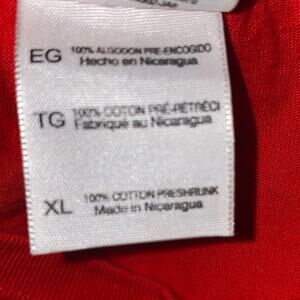 EG 100% ALGODON PRE-ENCOGIDO
Hecho en Nicaragua
TG 100% COTTON PRÉ-RÉTRÉCI
Fabriqué au Nicaragua
XL 100% COTTON PRESHRUNK
Made in Nicaragua